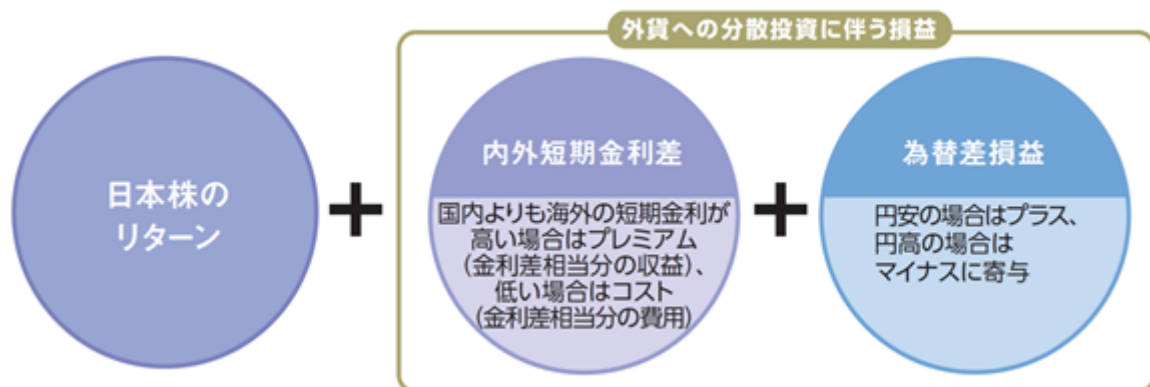 外貨への分散投資に伴う損益
日本株の
リターン
+
内外短期金利差
国内よりも海外の短期金利が
高い場合はプレミアム
(金利差相当分の収益)、
低い場合はコスト
(金利差相当分の費用)
+
為替差損益
円安の場合はプラス、
円高の場合は
マイナスに寄与